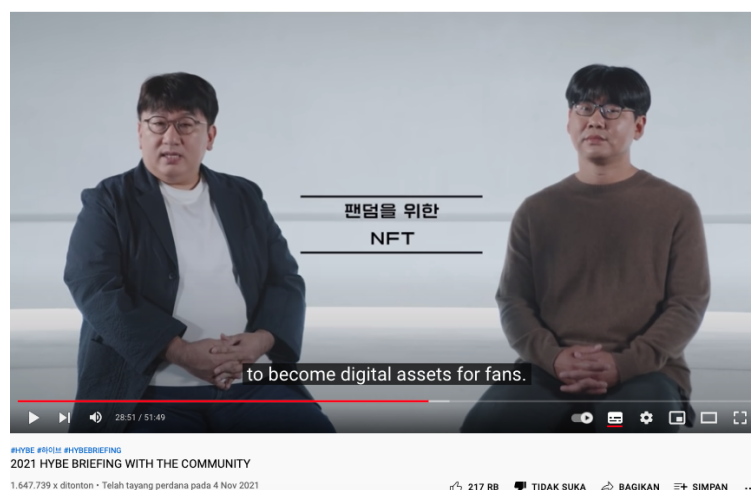 팬덤을 위한
NFT
to become digital assets for fans.
28:51 / 51:49
#HYBE #하이브 #HYBEBRIEFING
2021 HYBE BRIEFING WITH THE COMMUNITY
1.647.739 x ditonton • Telah tayang perdana pada 4 Nov 2021
217 RB TIDAK SUKA BAGIKAN SIMPAN